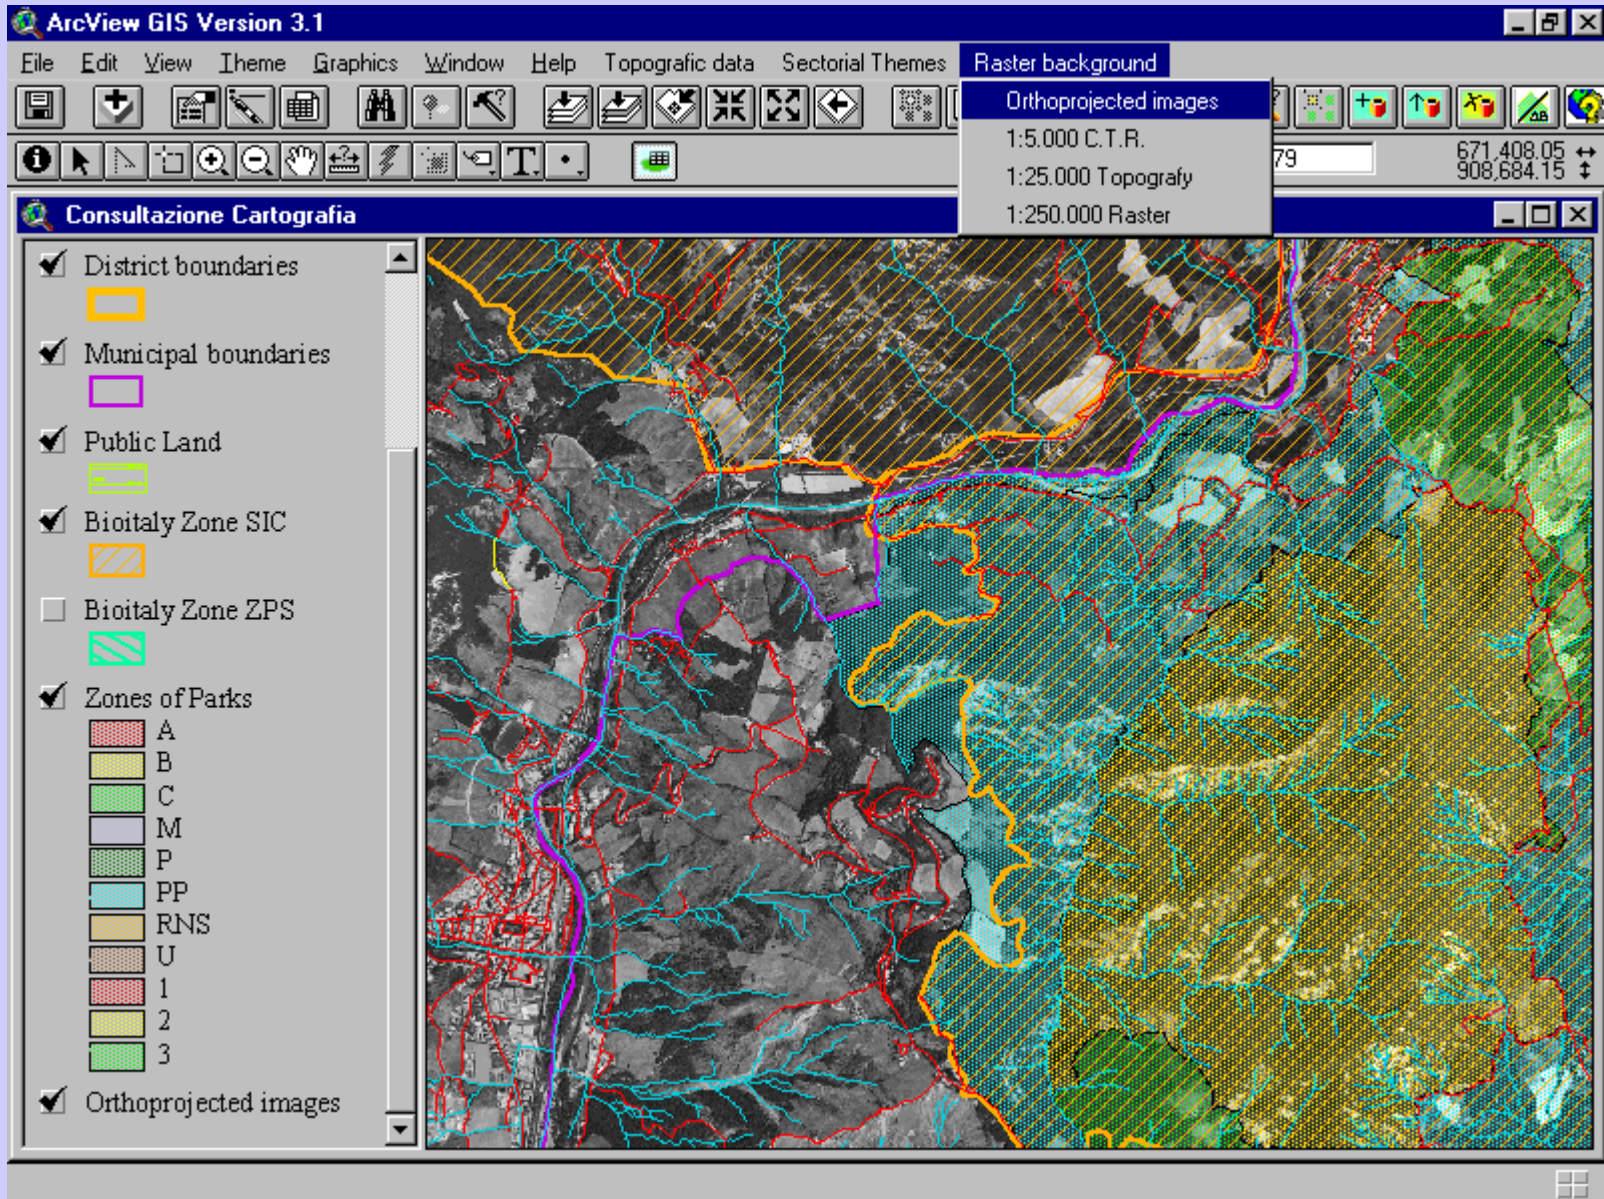 ArcView GIS Version 3.1
File Edit View Theme Graphics Window Help Topografic data Sectorial Themes Raster background
Orthoprojected images
1:5.000 C.T.R.
1:25.000 Topografy
1:250.000 Raster
79
671,408.05
908,684.15
Consultazione Cartografia
District boundaries
Municipal boundaries
Public Land
Bioitaly Zone SIC
Bioitaly Zone ZPS
Zones of Parks
A
B
C
M
P
PP
RNS
U
1
2
3
Orthoprojected images